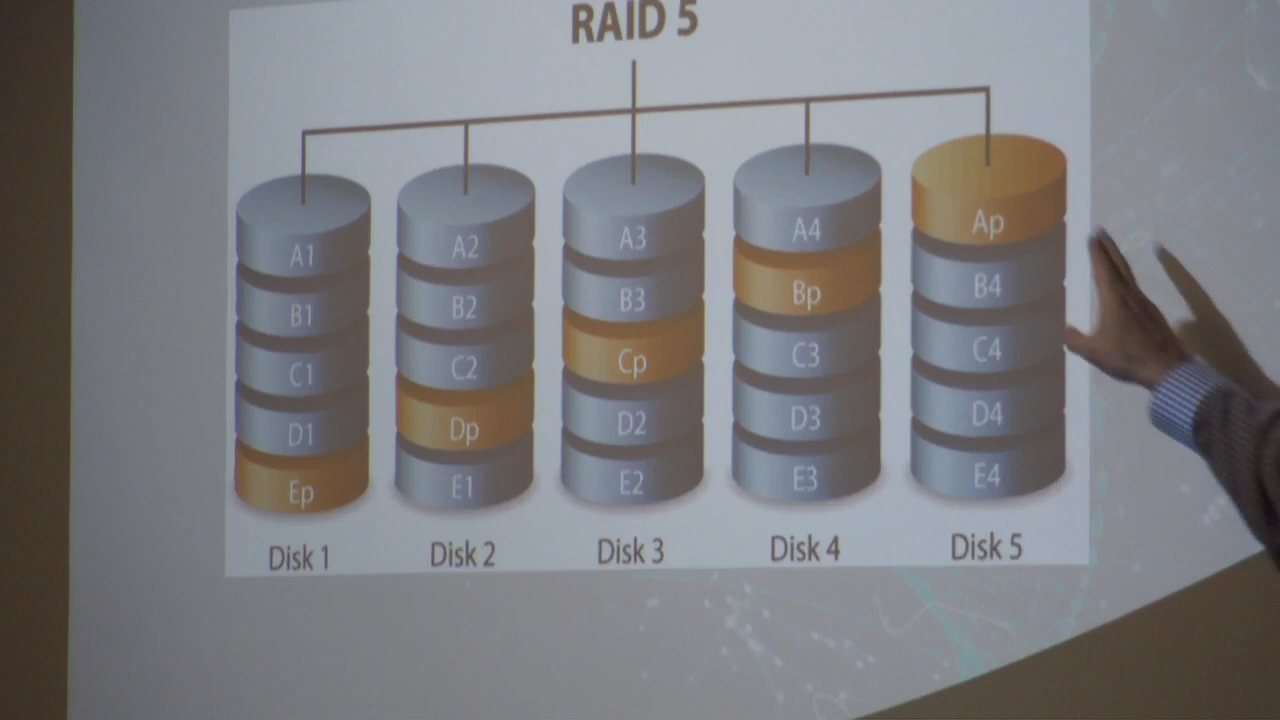 RAID 5
A1 A2 A3 A4 Ap
B1 B2 B3 Bp B4
C1 C2 Cp C3 C4
D1 Dp D2 D3 D4
Ep E1 E2 E3 E4
Disk 1 Disk 2 Disk 3 Disk 4 Disk 5